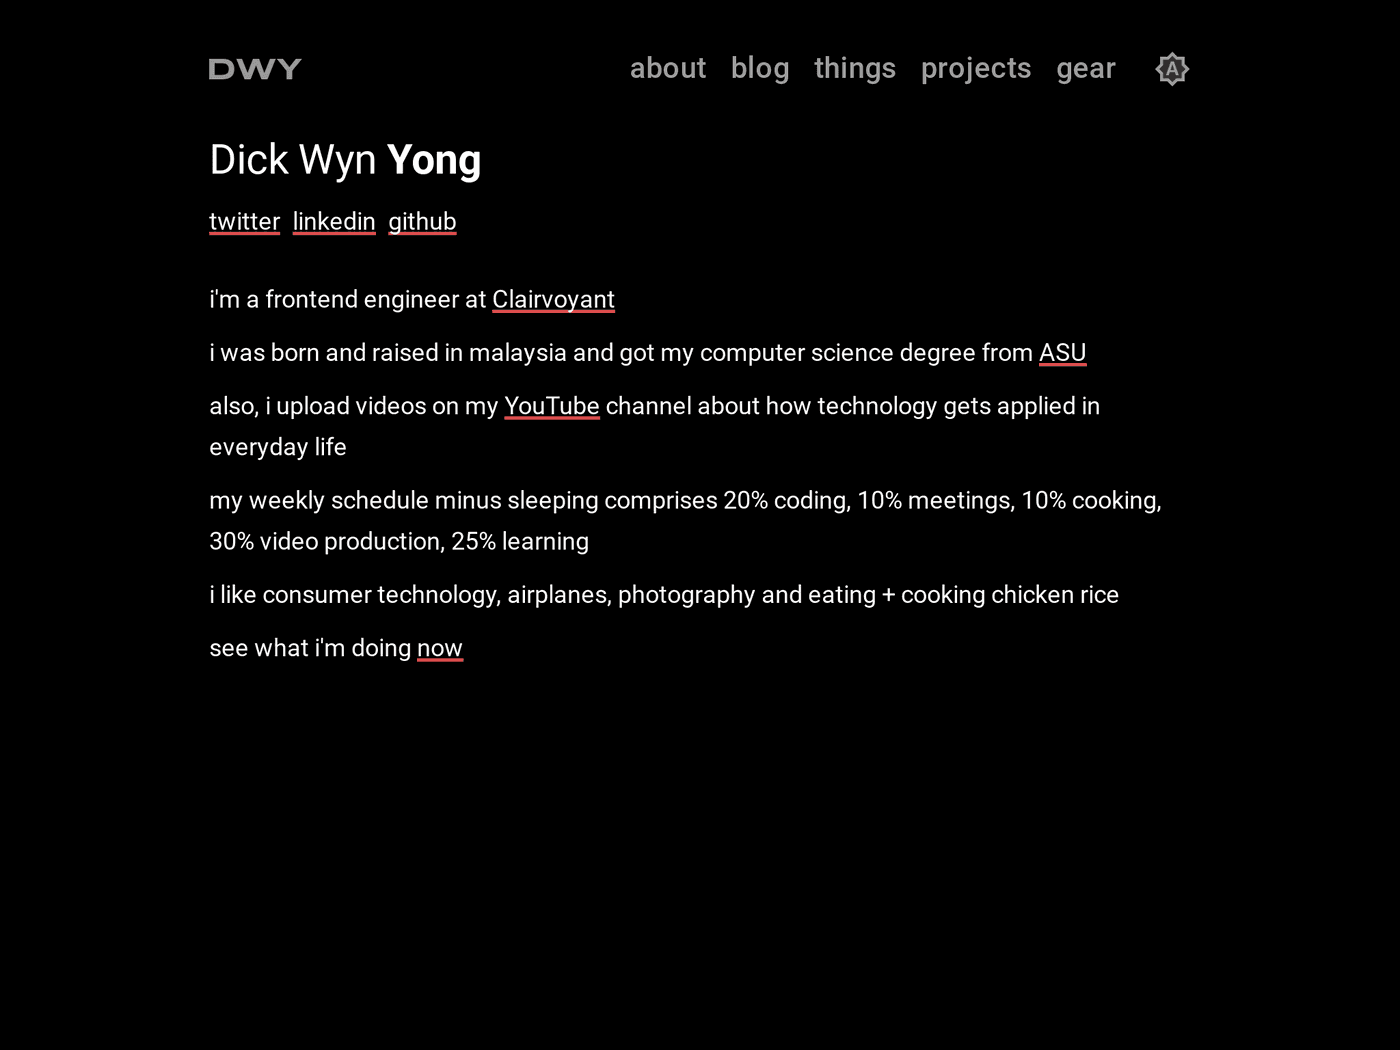 DWY
about blog things projects gear A
Dick Wyn Yong
twitter linkedin github
i'm a frontend engineer at Clairvoyant
i was born and raised in malaysia and got my computer science degree from ASU
also, i upload videos on my YouTube channel about how technology gets applied in
everyday life
my weekly schedule minus sleeping comprises 20% coding, 10% meetings, 10% cooking,
30% video production, 25% learning
i like consumer technology, airplanes, photography and eating + cooking chicken rice
see what i'm doing now